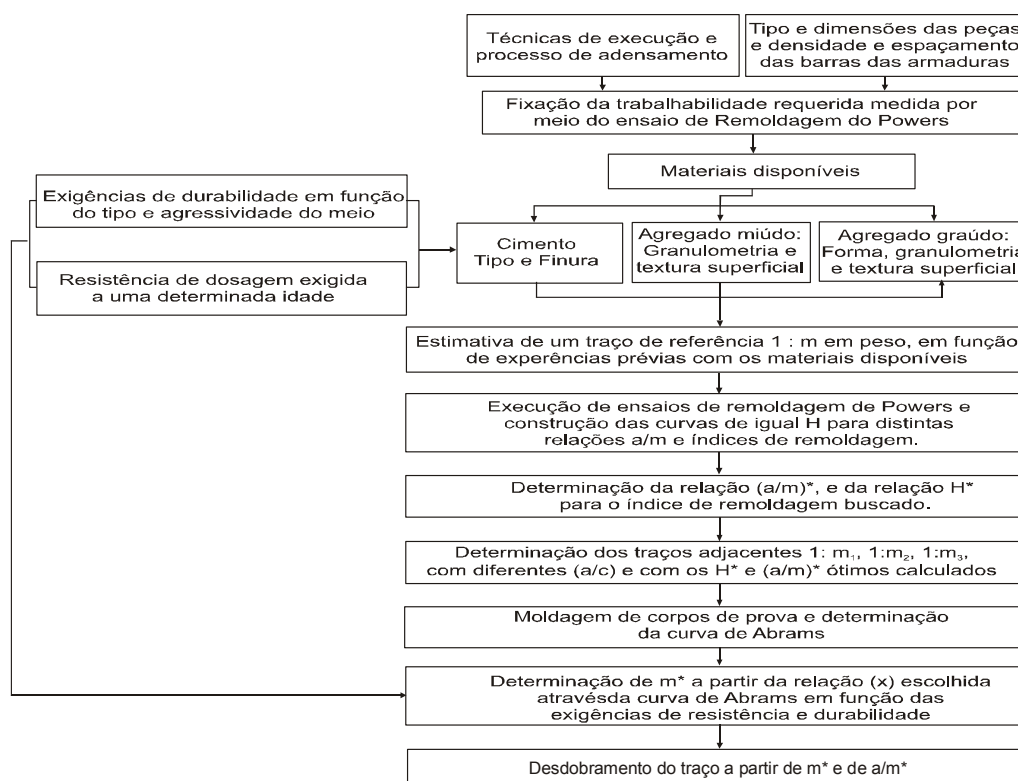 Técnicas de execução e
processo de adensamento
Tipo e dimensões das peças
e densidade e espaçamento
das barras das armaduras
Fixação da trabalhabilidade requerida medida por
meio do ensaio de Remoldagem do Powers
Materiais disponíveis
Exigências de durabilidade em função
do tipo e agressividade do meio
Resistência de dosagem exigida
a uma determinada idade
Cimento
Tipo e Finura
Agregado miúdo:
Granulometria e
textura superficial
Agregado graúdo:
Forma, granulometria
e textura superficial
Estimativa de um traço de referência 1 : m em peso, em função
de experências prévias com os materiais disponíveis
Execução de ensaios de remoldagem de Powers e
construção das curvas de igual H para distintas
relações a/m e índices de remoldagem.
Determinação da relação (a/m)*, e da relação H*
para o índice de remoldagem buscado.
Determinação dos traços adjacentes 1: m₁, 1:m₂, 1:m₃,
com diferentes (a/c) e com os H* e (a/m)* ótimos calculados
Moldagem de corpos de prova e determinação
da curva de Abrams
Determinação de m* a partir da relação (x) escolhida
atravésda curva de Abrams em função das
exigências de resistência e durabilidade
Desdobramento do traço a partir de m* e de a/m*